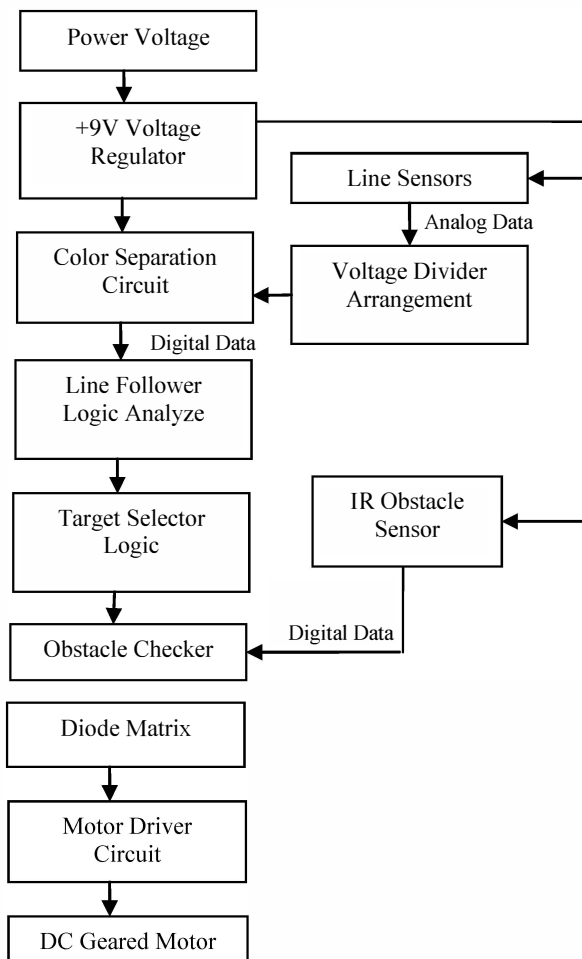 Power Voltage
+9V Voltage
Regulator
Line Sensors
Analog Data
Color Separation
Circuit
Voltage Divider
Arrangement
Digital Data
Line Follower
Logic Analyze
Target Selector
Logic
IR Obstacle
Sensor
Digital Data
Obstacle Checker
Diode Matrix
Motor Driver
Circuit
DC Geared Motor